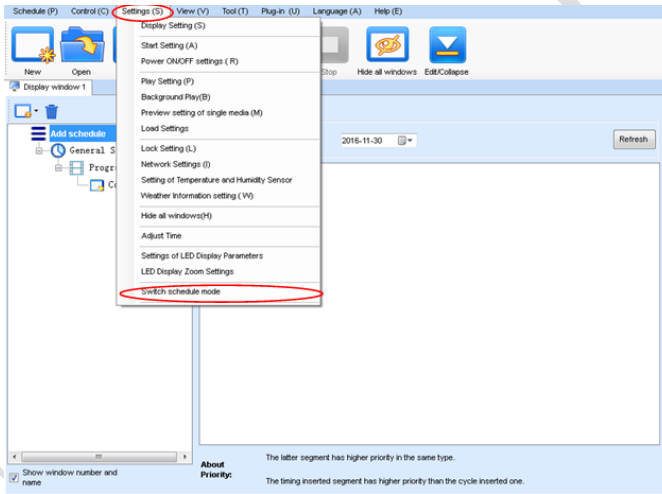 Schedule (P) Control (C) Settings (S) View (V) Tool (T) Plug-in (U) Language (A) Help (E)
New Open Stop Hide all windows Edit/Collapse
Display window 1
Display Setting (S)
Start Setting (A)
Power ON/OFF settings ( R)
Play Setting (P)
Background Play(B)
Preview setting of single media (M)
Load Settings
Lock Setting (L)
Network Settings (I)
Setting of Temperature and Humidity Sensor
Weather Information setting ( W)
Hide all windows(H)
Adjust Time
Settings of LED Display Parameters
LED Display Zoom Settings
Switch schedule mode
Add schedule
General S
Progr
Co
2016-11-30 Refresh
Show window number and
name
About
Priority:
The latter segment has higher priority in the same type.
The timing inserted segment has higher priority than the cycle inserted one.